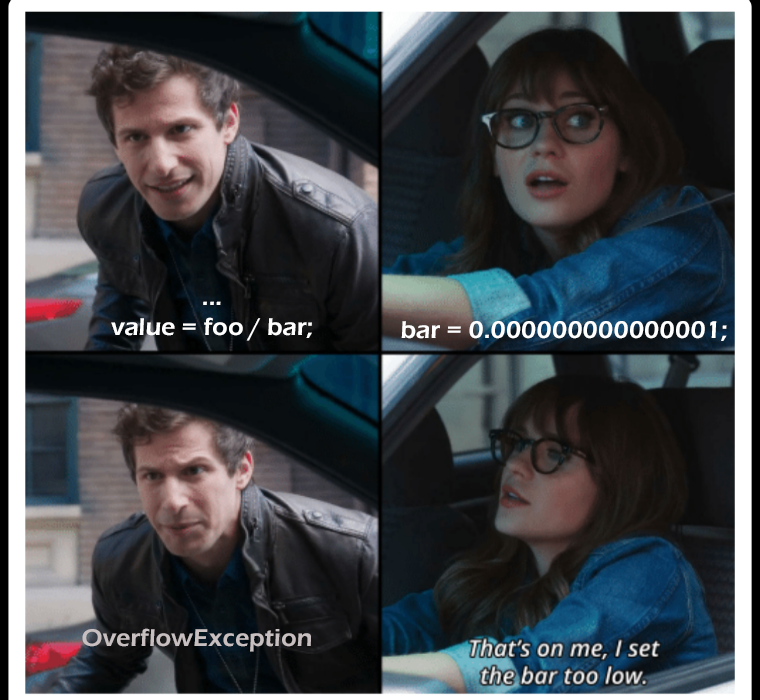 ...
value = foo / bar;
bar = 0.000000000000001;
OverflowException
That's on me, I set
the bar too low.